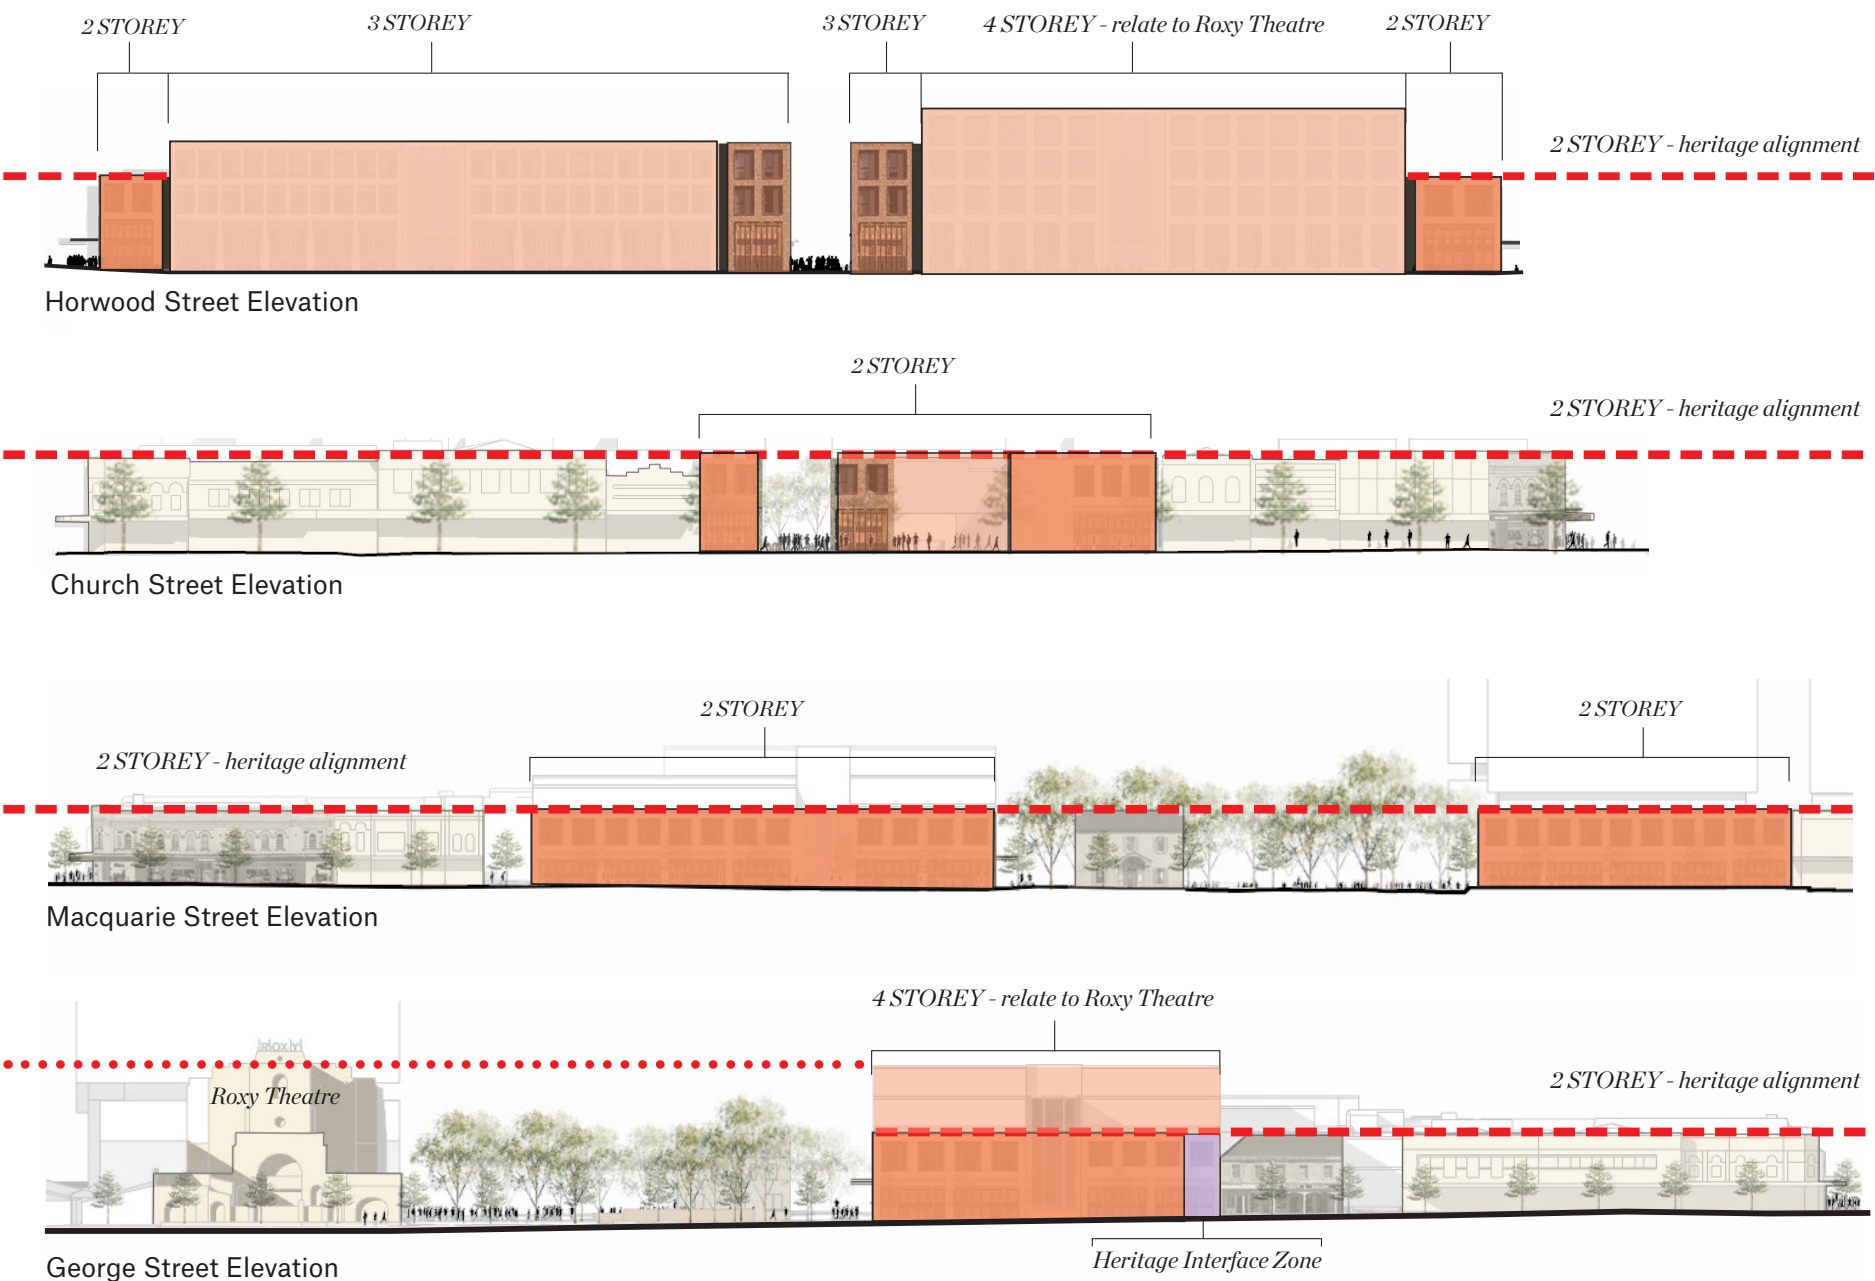 2 STOREY
3 STOREY
3 STOREY
4 STOREY - relate to Roxy Theatre
2 STOREY
2 STOREY - heritage alignment
Horwood Street Elevation
2 STOREY
2 STOREY - heritage alignment
Church Street Elevation
2 STOREY
2 STOREY
2 STOREY - heritage alignment
Macquarie Street Elevation
4 STOREY - relate to Roxy Theatre
ROXY
Roxy Theatre
2 STOREY - heritage alignment
Heritage Interface Zone
George Street Elevation